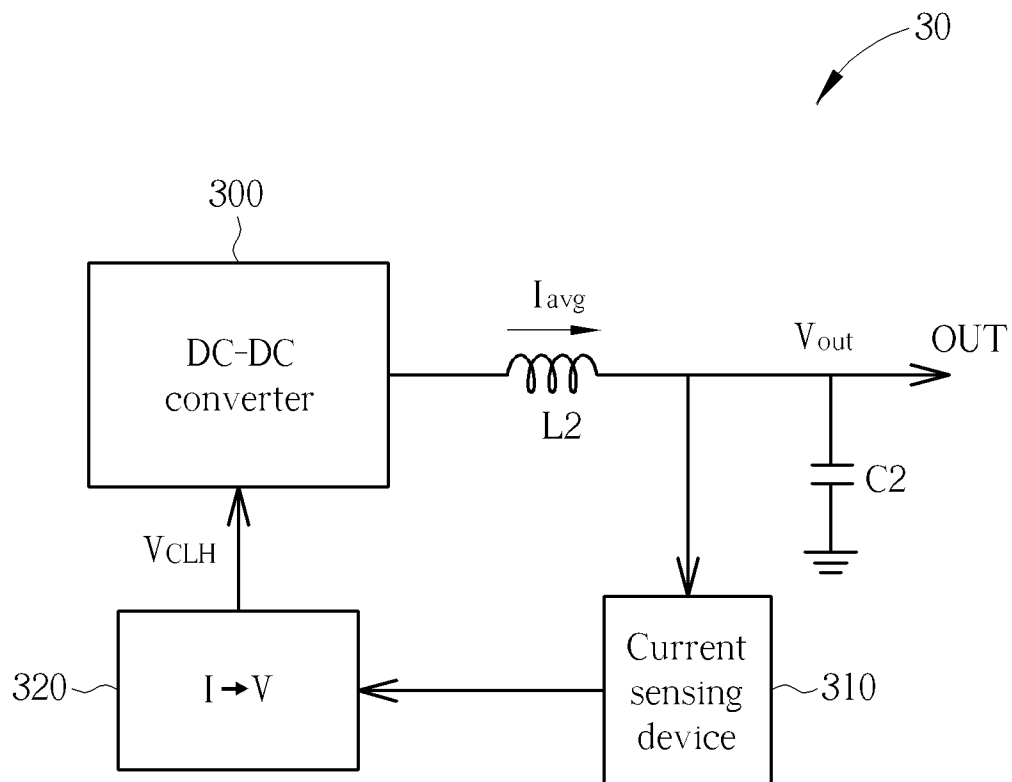 30
300
DC-DC
converter
Iavg
L2
Vout
OUT
C2
VCLH
320
I→V
Current
sensing
device
310